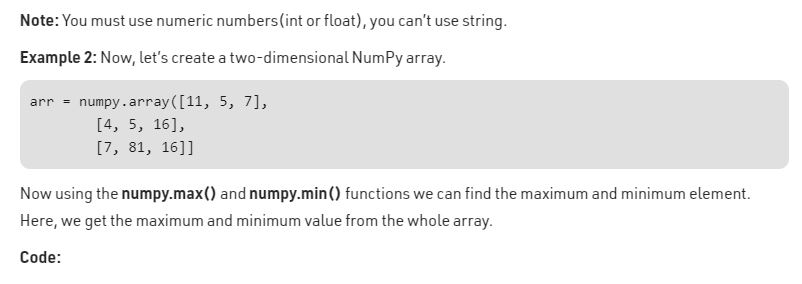 Note: You must use numeric numbers(int or float), you can't use string.
Example 2: Now, let's create a two-dimensional NumPy array.
arr = numpy.array([11, 5, 7],
[4, 5, 16],
[7, 81, 16]]
Now using the numpy.max() and numpy.min() functions we can find the maximum and minimum element.
Here, we get the maximum and minimum value from the whole array.
Code: